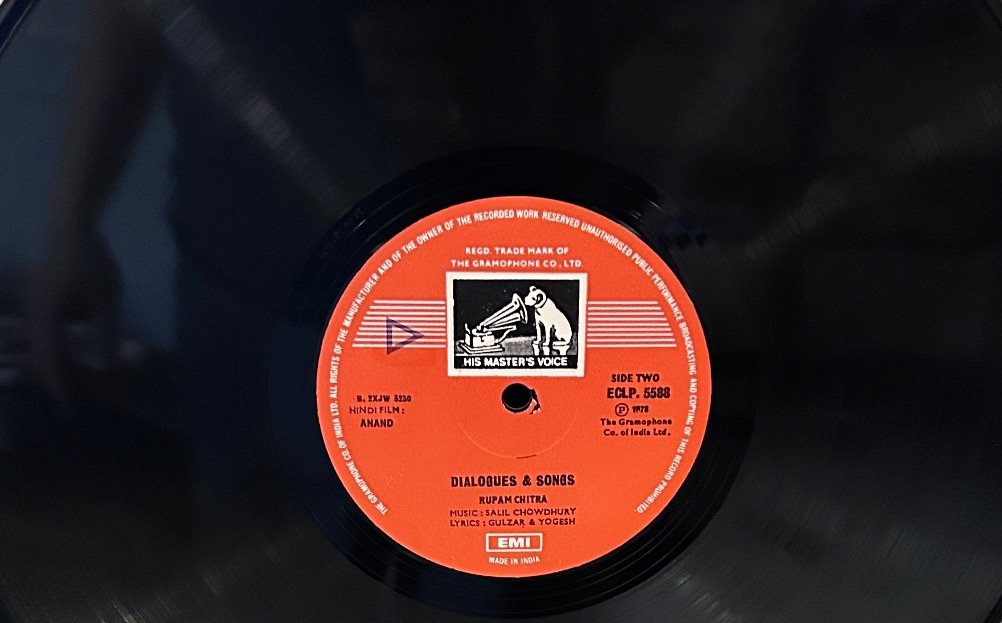 THE GRAMOPHONE CO. OF INDIA LTD. ALL RIGHTS OF THE MANUFACTURER AND OF THE OWNER OF THE RECORDED WORK RESERVED UNAUTHORISED PUBLIC PERFORMANCE BROADCASTING AND COPYING OF THIS RECORD PROHIBITED
REGD. TRADE MARK OF
THE GRAMOPHONE CO., LTD.
HIS MASTER'S VOICE
B. 2XJW 5230
HINDI FILM :
ANAND
SIDE TWO
ECLP. 5588
Ⓟ 1978
The Gramophone
Co. of India Ltd.
DIALOGUES & SONGS
RUPAM CHITRA
MUSIC : SALIL CHOWDHURY
LYRICS : GULZAR & YOGESH
EMI
MADE IN INDIA